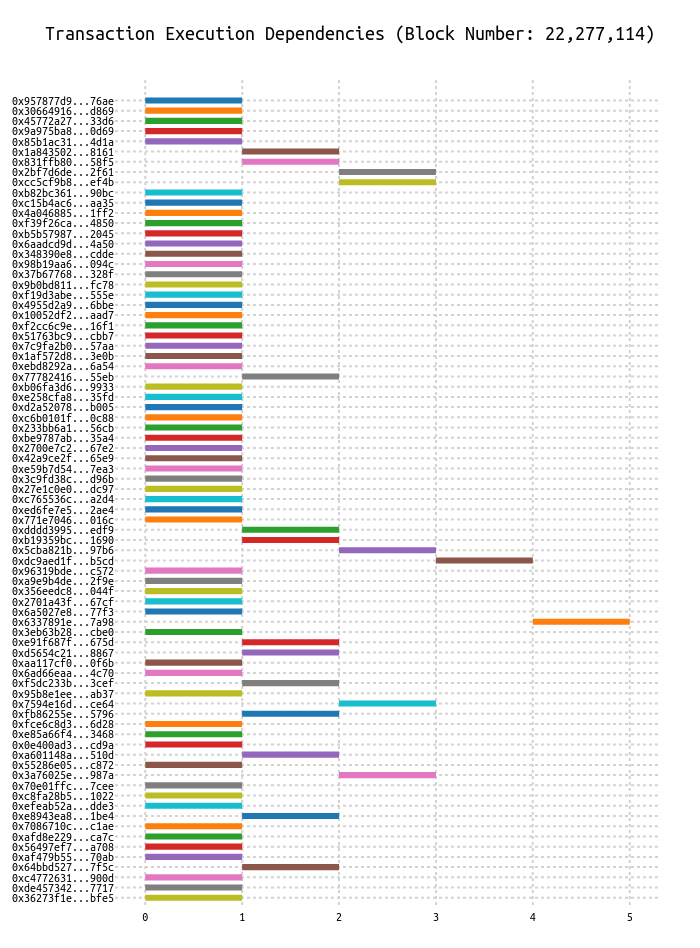 Transaction Execution Dependencies (Block Number: 22,277,114)
0x957877d9...76ae
0x30664916...d869
0x45772a27...33d6
0x9a975ba8...0d69
0x85b1ac31...4d1a
0x1a843502...8161
0x831ffb80...58f5
0x2bf7d6de...2f61
0xcc5cf9b8...ef4b
0xb82bc361...90bc
0xc15b4ac6...aa35
0x4a046885...1ff2
0xf39f26ca...4850
0xb5b57987...2045
0x6aadcd9d...4a50
0x348390e8...cdde
0x98b19aa6...094c
0x37b67768...328f
0x9b0bd811...fc78
0xf19d3abe...555e
0x4955d2a9...6bbe
0x10052df2...aad7
0xf2cc6c9e...16f1
0x51763bc9...cbb7
0x7c9fa2b0...57aa
0x1af572d8...3e0b
0xebd8292a...6a54
0x77782416...55eb
0xb06fa3d6...9933
0xe258cfa8...35fd
0xd2a52078...b005
0xc6b0101f...0c88
0x233bb6a1...56cb
0xbe9787ab...35a4
0x2700e7c2...67e2
0x42a9ce2f...65e9
0xe59b7d54...7ea3
0x3c9fd38c...d96b
0x27e1c0e0...dc97
0xc765536c...a2d4
0xed6fe7e5...2ae4
0x771e7046...016c
0xdddd3995...edf9
0xb19359bc...1690
0x5cba821b...97b6
0xdc9aed1f...b5cd
0x96319bde...c572
0xa9e9b4de...2f9e
0x356eedc8...044f
0x2701a43f...67cf
0x6a5027e8...77f3
0x6337891e...7a98
0x3eb63b28...cbe0
0xe91f687f...675d
0xd5654c21...8867
0xaa117cf0...0f6b
0x6ad66eaa...4c70
0xf5dc233b...3cef
0x95b8e1ee...ab37
0x7594e16d...ce64
0xfb86255e...5796
0xfce6c8d3...6d28
0xe85a66f4...3468
0x0e400ad3...cd9a
0xa601148a...510d
0x55286e05...c872
0x3a76025e...987a
0x70e01ffc...7cee
0xc8fa28b5...1022
0xefeab52a...dde3
0xe8943ea8...1be4
0x7086710c...c1ae
0xafd8e229...ca7c
0x56497ef7...a708
0xaf479b55...70ab
0x64bbd527...7f5c
0xc4772631...900d
0xde457342...7717
0x36273f1e...bfe5
0 1 2 3 4 5